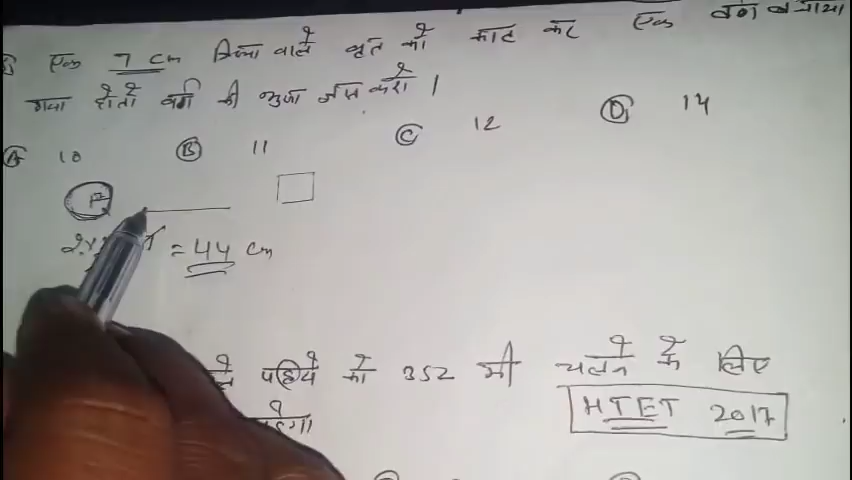 एक 7 cm त्रिज्या वाले वृत को काट कर एक वर्ग बनाया
गया हो तो वर्ग की भुजा ज्ञात करो।
A 10 B 11 C 12 D 14
= 44 cm
पहिये को 352 मी चलने के लिए
HTET 2017